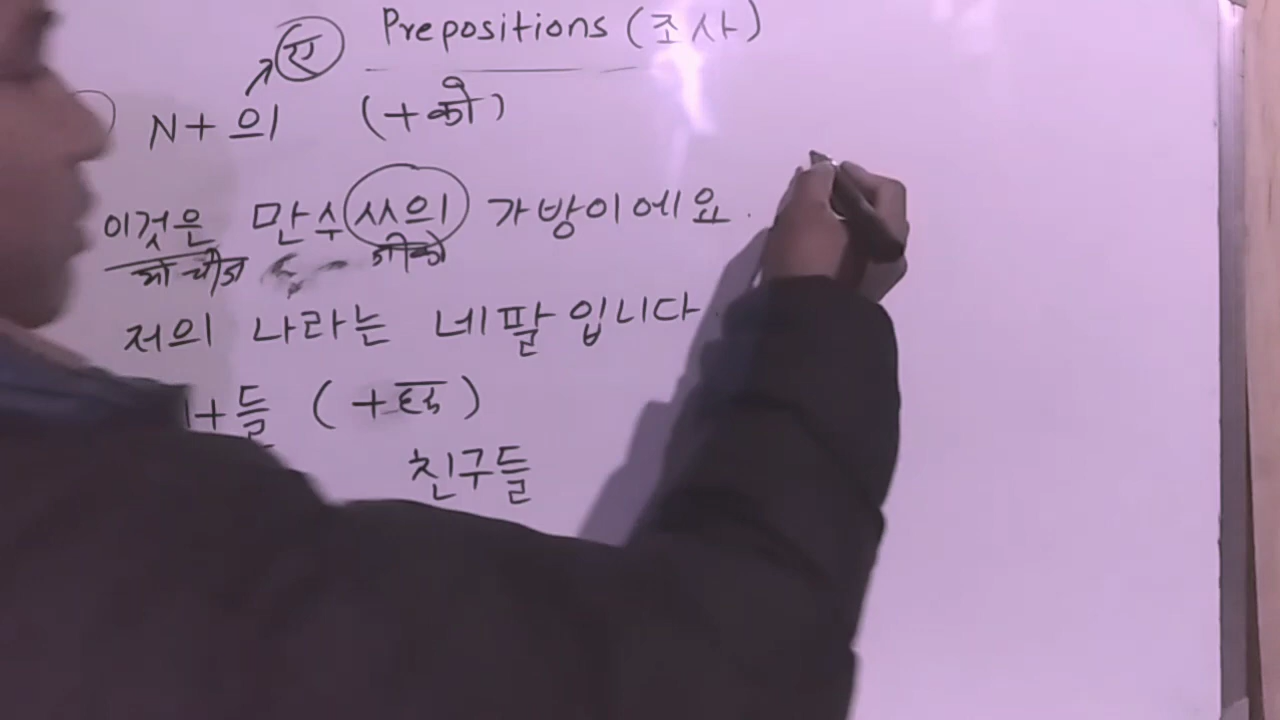 Prepositions (조사)
ए
N+의 (+को)
이것은 만수씨의 가방이에요.
यो चीज जीको
저의 나라는 네팔입니다.
+들 (+हरू)
친구들